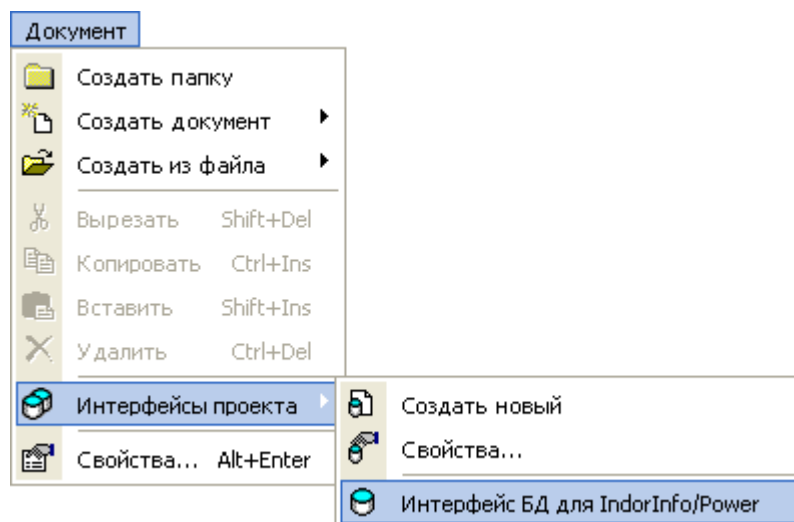 Документ
Создать папку
Создать документ
Создать из файла
Вырезать Shift+Del
Копировать Ctrl+Ins
Вставить Shift+Ins
Удалить Ctrl+Del
Интерфейсы проекта
Свойства... Alt+Enter
Создать новый
Свойства...
Интерфейс БД для IndorInfo/Power